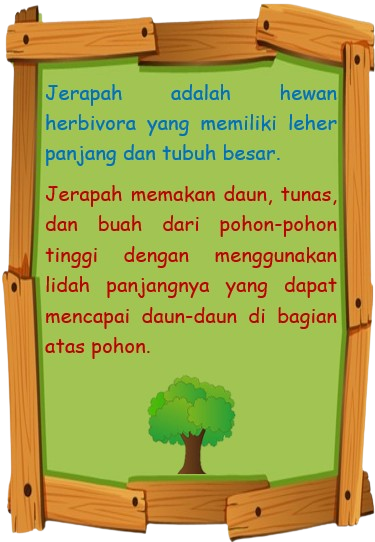 Jerapah adalah hewan
herbivora yang memiliki leher
panjang dan tubuh besar.
Jerapah memakan daun, tunas,
dan buah dari pohon-pohon
tinggi dengan menggunakan
lidah panjangnya yang dapat
mencapai daun-daun di bagian
atas pohon.